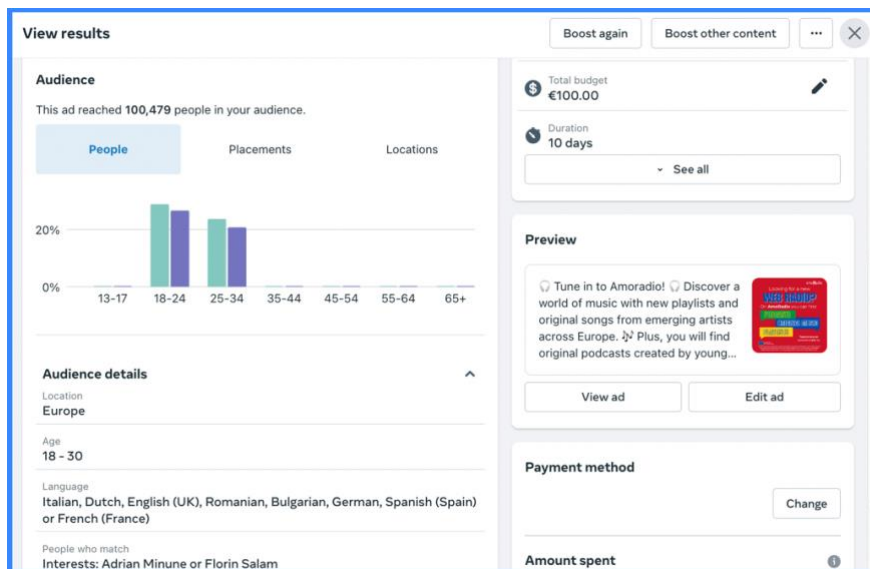 View results
Boost again
Boost other content
Audience
This ad reached 100,479 people in your audience.
People
Placements
Locations
20%
0%
13-17
18-24
25-34
35-44
45-54
55-64
65+
Audience details
Location
Europe
Age
18 - 30
Language
Italian, Dutch, English (UK), Romanian, Bulgarian, German, Spanish (Spain)
or French (France)
People who match
Interests: Adrian Minune or Florin Salam
Total budget
€100.00
Duration
10 days
See all
Preview
🎧 Tune in to Amoradio! 🎧 Discover a
world of music with new playlists and
original songs from emerging artists
across Europe. 🎶 Plus, you will find
original podcasts created by young...
Looking for a new
WEB RADIO?
View ad
Edit ad
Payment method
Change
Amount spent